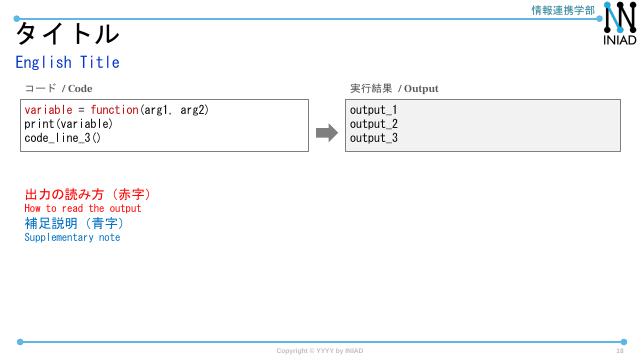 情報連携学部
INIAD
タイトル
English Title
コード / Code
variable = function(arg1, arg2)
print(variable)
code_line_3()
実行結果 / Output
output_1
output_2
output_3
出力の読み方（赤字）
How to read the output
補足説明（青字）
Supplementary note
Copyright © YYYY by INIAD
18